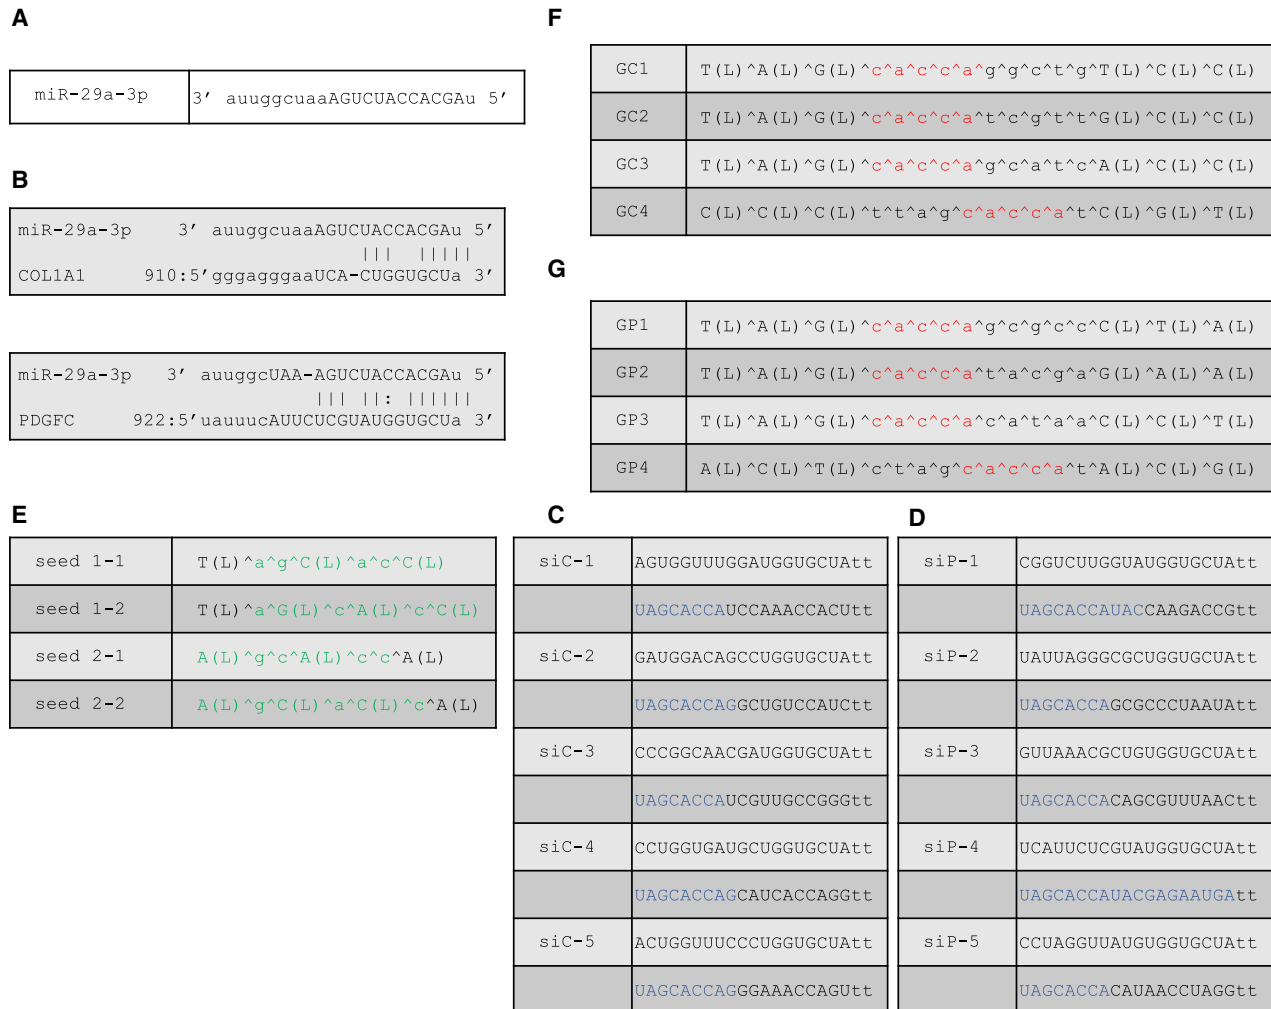 A
miR-29a-3p 3’ auuggcuaaAGUCUACCACGAu 5’
B
miR-29a-3p 3’ auuggcuaaAGUCUACCACGAu 5’
||| |||||
COL1A1 910:5’gggagggaaUCA-CUGGUGCUa 3’
miR-29a-3p 3’ auuggcUAA-AGUCUACCACGAu 5’
||| ||: ||||||
PDGFC 922:5’uauuucAUUCUCGUAUGGUGCUa 3’
F
GC1 T(L)^A(L)^G(L)^c^a^c^c^a^g^g^c^t^g^T(L)^C(L)^C(L)
GC2 T(L)^A(L)^G(L)^c^a^c^c^a^t^c^g^t^t^G(L)^C(L)^C(L)
GC3 T(L)^A(L)^G(L)^c^a^c^c^a^g^c^a^t^c^A(L)^C(L)^C(L)
GC4 C(L)^C(L)^C(L)^t^t^a^g^c^a^c^c^a^t^C(L)^G(L)^T(L)
G
GP1 T(L)^A(L)^G(L)^c^a^c^c^a^g^c^g^c^c^C(L)^T(L)^A(L)
GP2 T(L)^A(L)^G(L)^c^a^c^c^a^t^a^c^g^a^G(L)^A(L)^A(L)
GP3 T(L)^A(L)^G(L)^c^a^c^c^a^c^a^t^a^a^C(L)^C(L)^T(L)
GP4 A(L)^C(L)^T(L)^c^t^a^g^c^a^c^c^a^t^A(L)^C(L)^G(L)
E
seed 1-1 T(L)^a^g^C(L)^a^c^C(L)
seed 1-2 T(L)^a^G(L)^c^A(L)^c^C(L)
seed 2-1 A(L)^g^c^A(L)^c^c^A(L)
seed 2-2 A(L)^g^C(L)^a^C(L)^c^A(L)
C
siC-1 AGUGGUUUGGAUGGUGCUAtt
UAGCACCAUCCAAACCACUtt
siC-2 GAUGGACAGCCUGGUGCUAtt
UAGCACCAGGCUGUCCAUCtt
siC-3 CCCGGCAACGAUGGUGCUAtt
UAGCACCAUCGUUGCCGGGtt
siC-4 CCUGGUGAUGCUGGUGCUAtt
UAGCACCAGCAUCACCAGGtt
siC-5 ACUGGUUUCCCUGGUGCUAtt
UAGCACCAGGGAAACCAGUtt
D
siP-1 CGGUCUUGGUAUGGUGCUAtt
UAGCACCAUACCAAGACCGtt
siP-2 UAUUAGGGCGCUGGUGCUAtt
UAGCACCAGCGCCCUAAUAtt
siP-3 GUUAAACGCUGUGGUGCUAtt
UAGCACCACAGCGUUUAACtt
siP-4 UCAUUCUCGUAUGGUGCUAtt
UAGCACCAUACGAGAAUGAtt
siP-5 CCUAGGUUAUGUGGUGCUAtt
UAGCACCACAUAACCUAGGtt